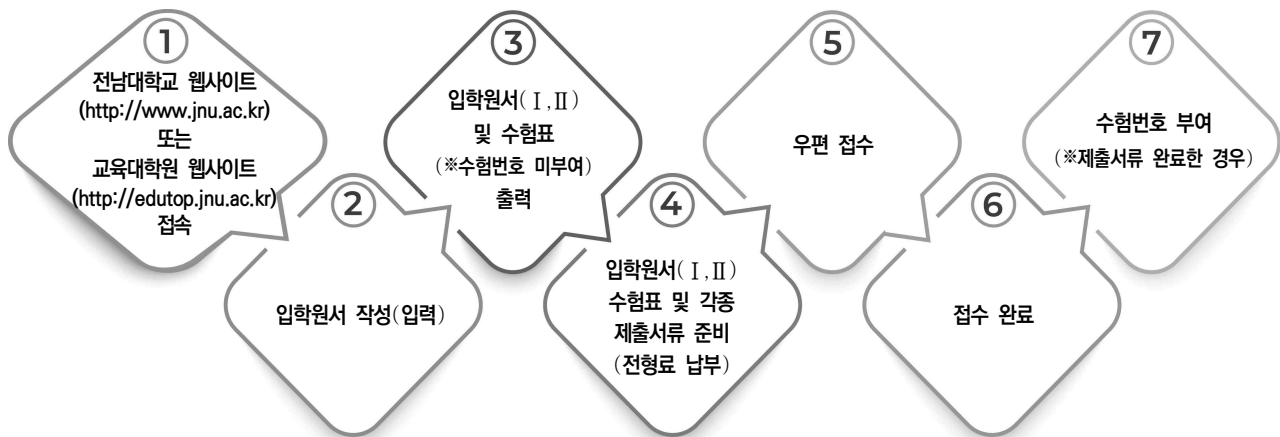 ①
전남대학교 웹사이트
(http://www.jnu.ac.kr)
또는
교육대학원 웹사이트
(http://edutop.jnu.ac.kr)
접속
②
입학원서 작성(입력)
③
입학원서(Ⅰ,Ⅱ)
및 수험표
(※수험번호 미부여)
출력
④
입학원서(Ⅰ,Ⅱ)
수험표 및 각종
제출서류 준비
(전형료 납부)
⑤
우편 접수
⑥
접수 완료
⑦
수험번호 부여
(※제출서류 완료한 경우)